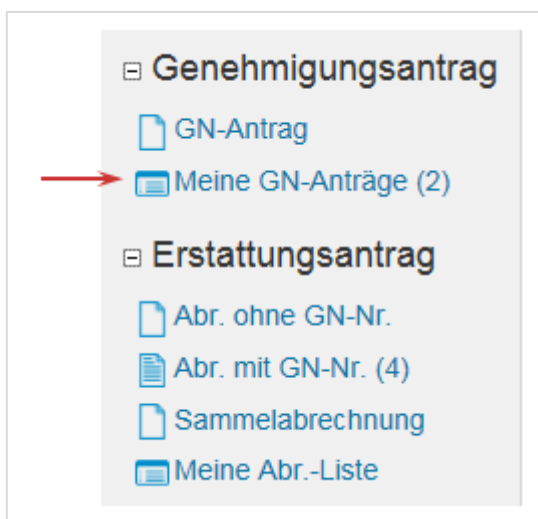 Genehmigungsantrag
GN-Antrag
Meine GN-Anträge (2)
Erstattungsantrag
Abr. ohne GN-Nr.
Abr. mit GN-Nr. (4)
Sammelabrechnung
Meine Abr.-Liste